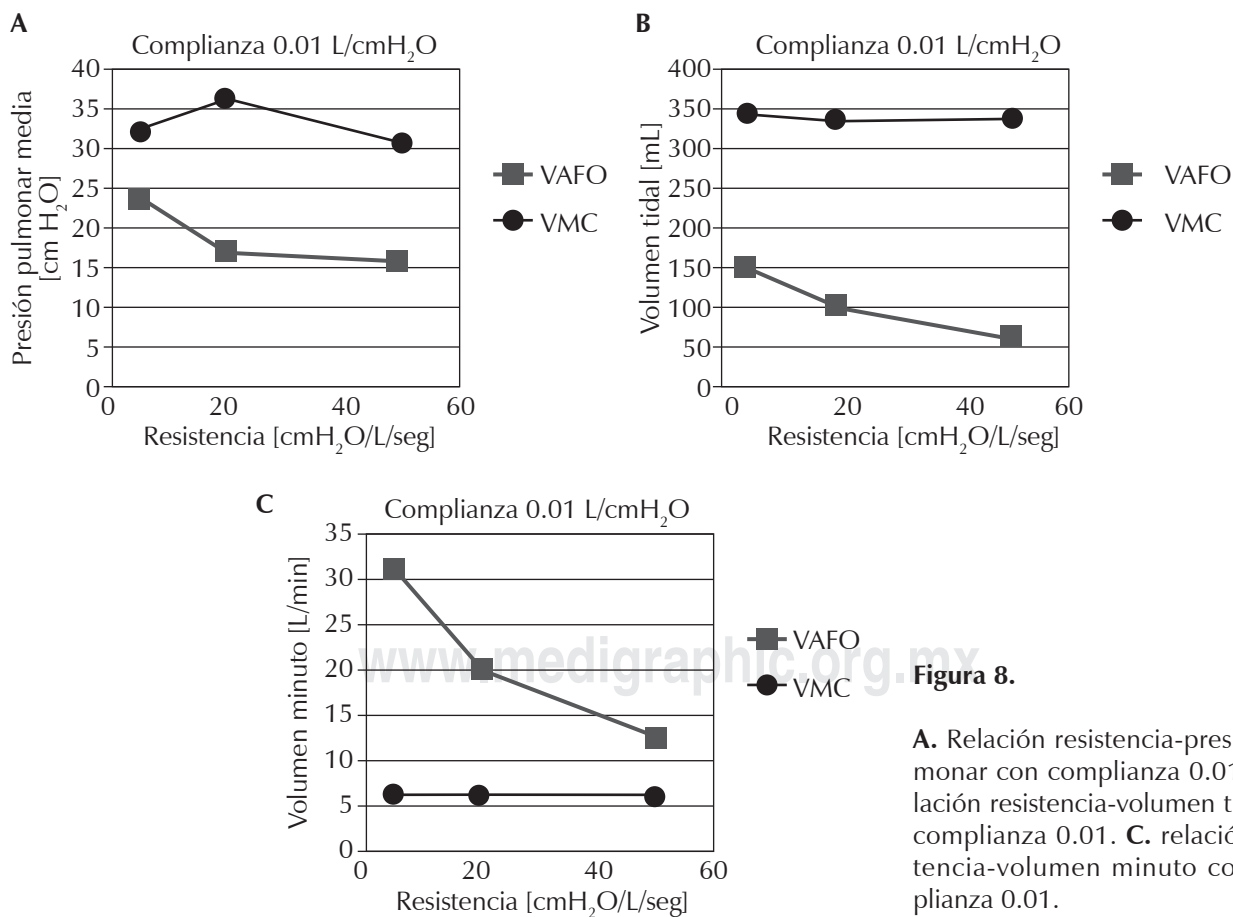 A
Complianza 0.01 L/cmH₂O
40
35
30
25
20
15
10
5
0
0 20 40 60
Presión pulmonar media
[cm H₂O]
Resistencia [cmH₂O/L/seg]
VAFO
VMC
B
Complianza 0.01 L/cmH₂O
400
350
300
250
200
150
100
50
0
0 20 40 60
Volumen tidal [mL]
Resistencia [cmH₂O/L/seg]
VAFO
VMC
C
Complianza 0.01 L/cmH₂O
35
30
25
20
15
10
5
0
0 20 40 60
Volumen minuto [L/min]
Resistencia [cmH₂O/L/seg]
VAFO
VMC
www.medigraphic.org.mx
Figura 8.
A. Relación resistencia-pres
monar con complianza 0.01
lación resistencia-volumen t
complianza 0.01. C. relación
tencia-volumen minuto co
plianza 0.01.